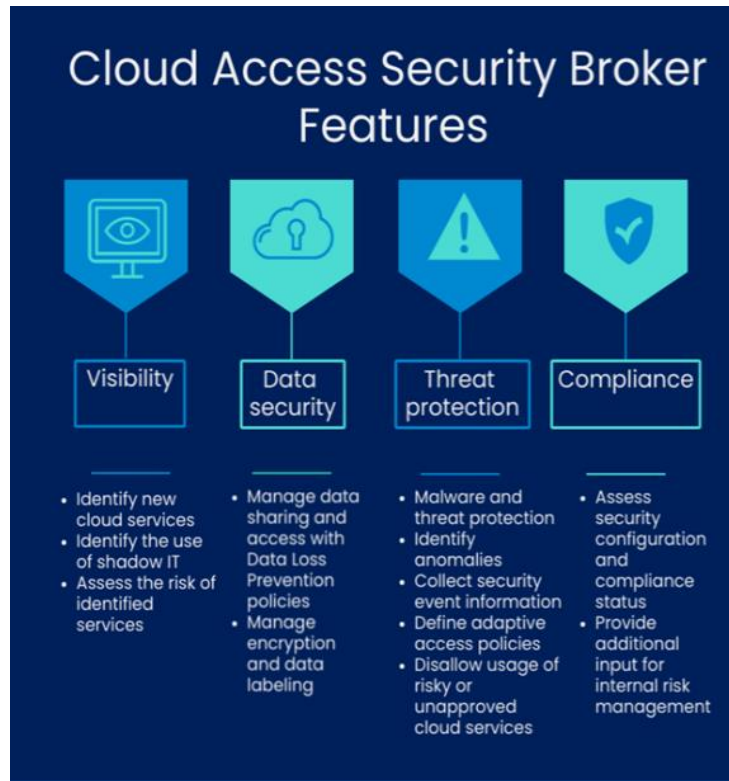 Cloud Access Security Broker
Features
Visibility
Data
security
Threat
protection
Compliance
• Identify new
cloud services
• Identify the use
of shadow IT
• Assess the risk of
identified
services
• Manage data
sharing and
access with
Data Loss
Prevention
policies
• Manage
encryption
and data
labeling
• Malware and
threat protection
• Identify
anomalies
• Collect security
event information
• Define adaptive
access policies
• Disallow usage of
risky or
unapproved
cloud services
• Assess
security
configuration
and
compliance
status
• Provide
additional
input for
internal risk
management